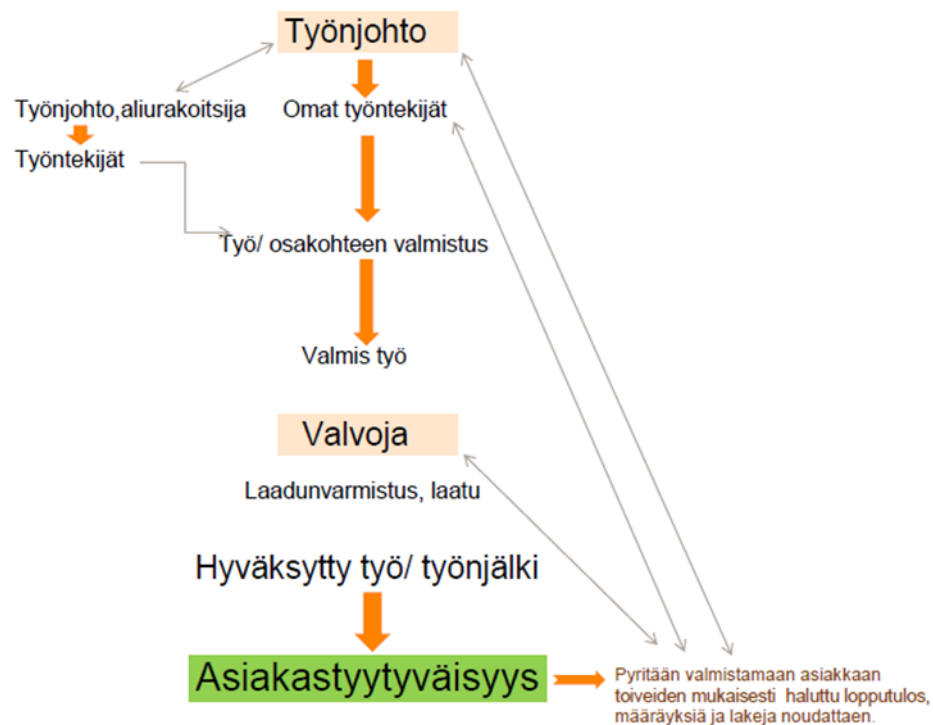 Työnjohto
Työnjohto,aliurakoitsija
Omat työntekijät
Työntekijät
Työ/ osakohteen valmistus
Valmis työ
Valvoja
Laadunvarmistus, laatu
Hyväksytty työ/ työnjälki
Asiakastyytyväisyys
Pyritään valmistamaan asiakkaan
toiveiden mukaisesti haluttu lopputulos,
määräyksiä ja lakeja noudattaen.